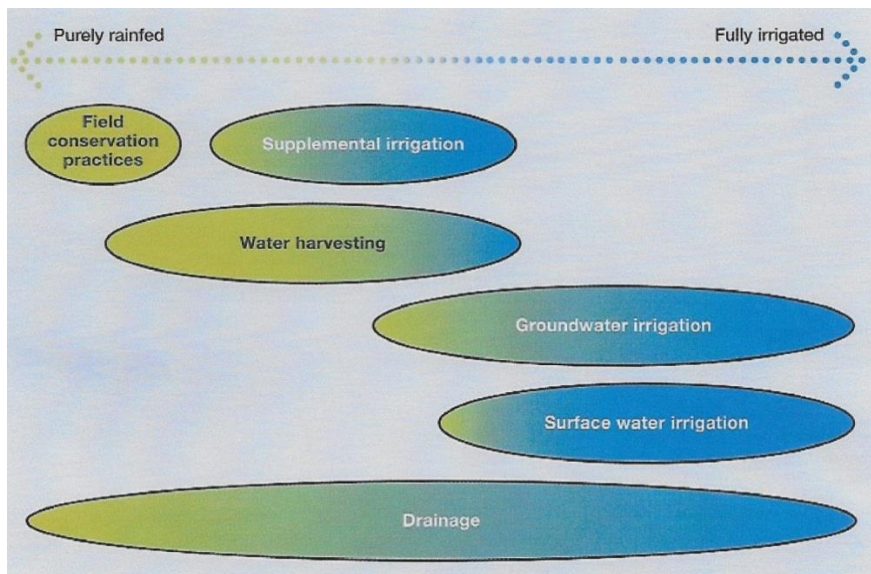 Purely rainfed
Fully irrigated
Field
conservation
practices
Supplemental irrigation
Water harvesting
Groundwater irrigation
Surface water irrigation
Drainage